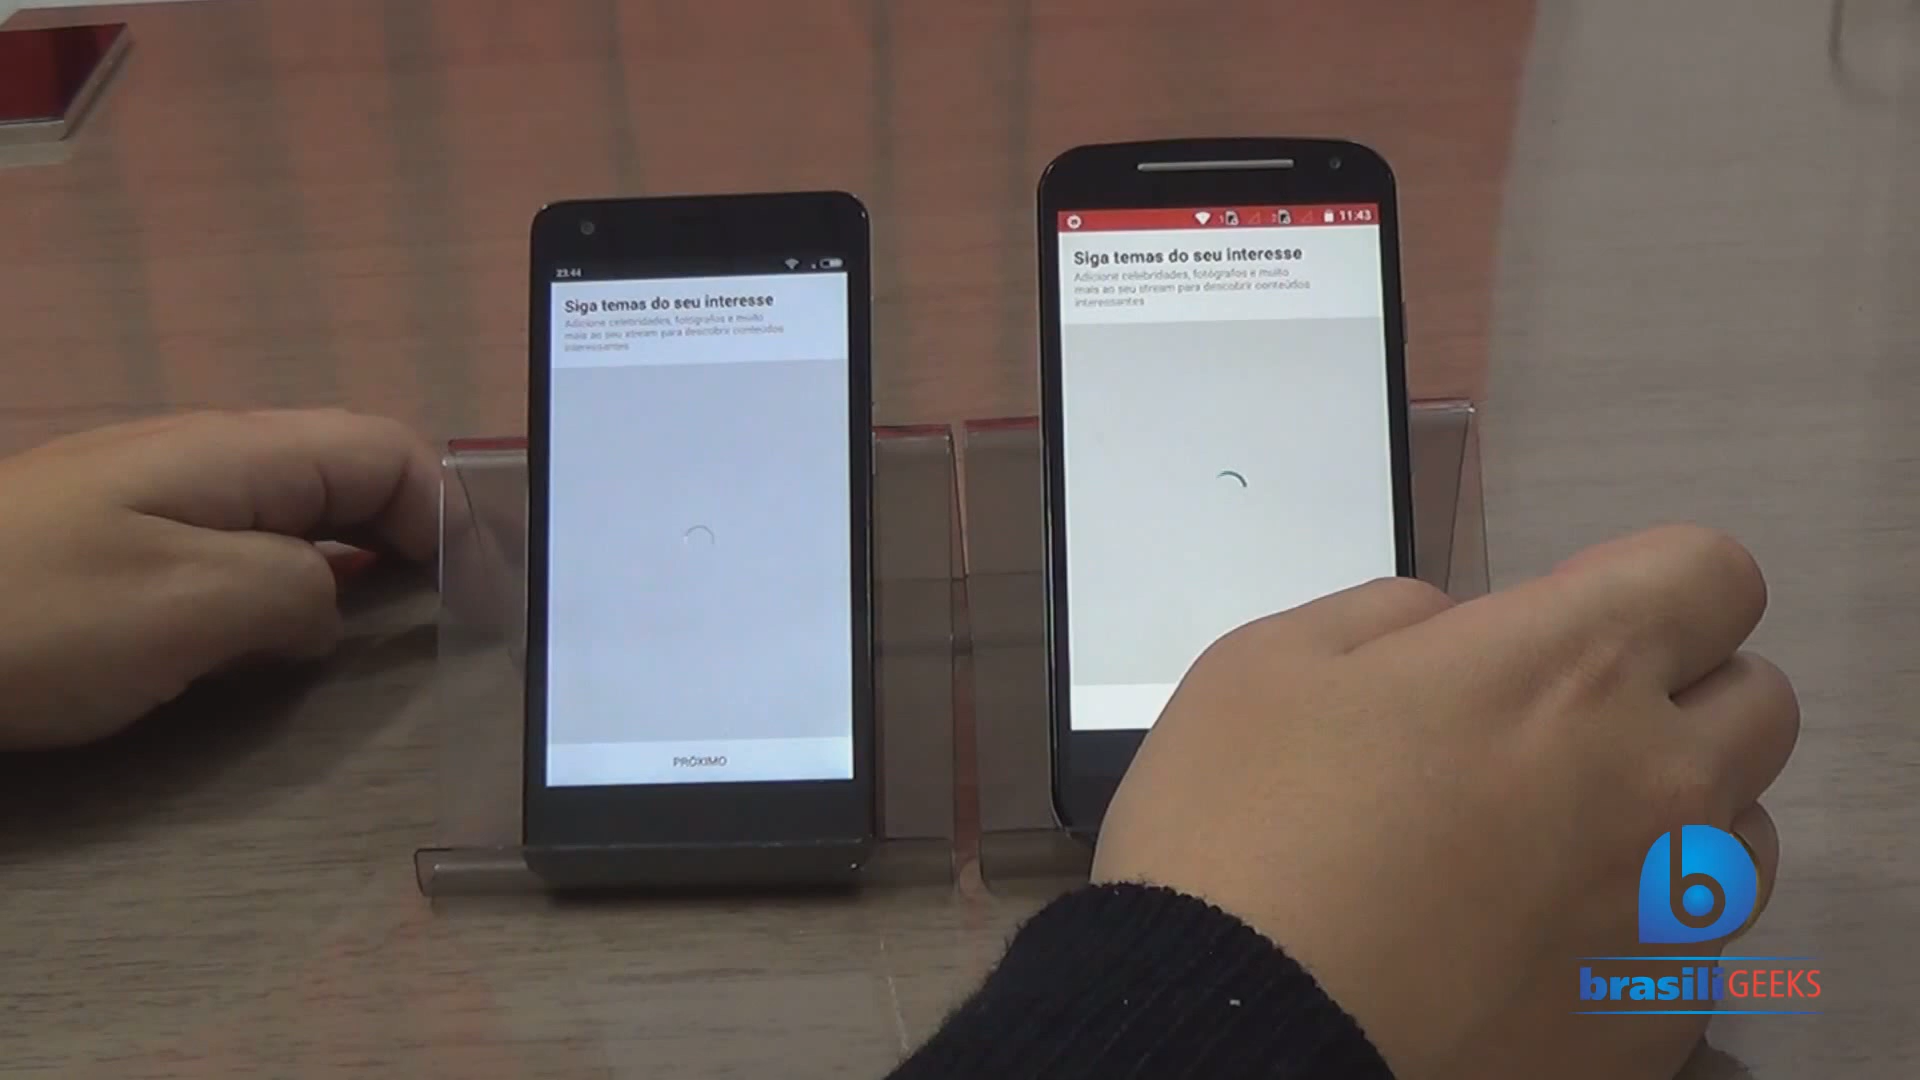 23:44
Siga temas do seu interesse
Adicione celebridades, fotógrafos e muito
mais ao seu stream para descobrir conteúdos
interessantes
PRÓXIMO
11:43
Siga temas do seu interesse
Adicione celebridades, fotógrafos e muito
mais ao seu stream para descobrir conteúdos
interessantes
b
brasiliGEEKS